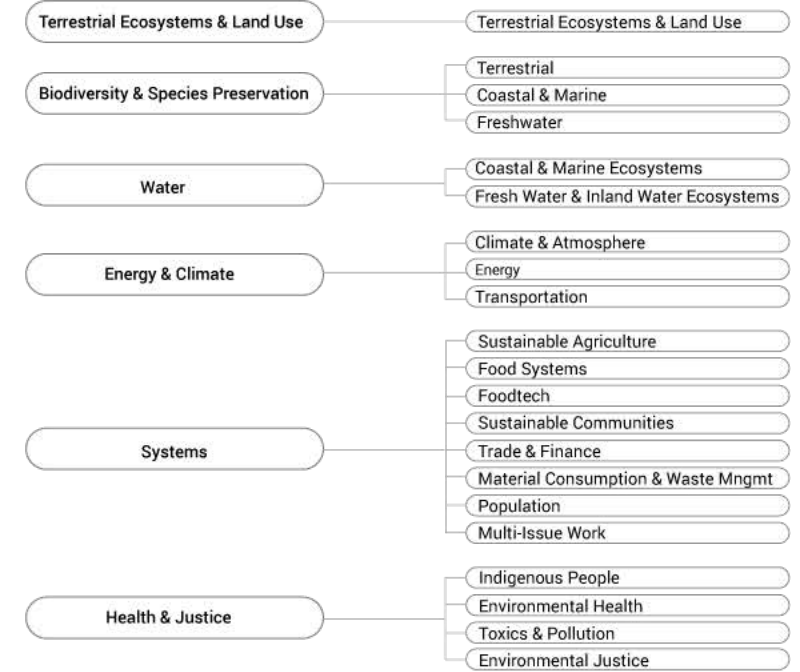 Terrestrial Ecosystems & Land Use
Terrestrial Ecosystems & Land Use
Biodiversity & Species Preservation
Terrestrial
Coastal & Marine
Freshwater
Water
Coastal & Marine Ecosystems
Fresh Water & Inland Water Ecosystems
Energy & Climate
Climate & Atmosphere
Energy
Transportation
Systems
Sustainable Agriculture
Food Systems
Foodtech
Sustainable Communities
Trade & Finance
Material Consumption & Waste Mngmt
Population
Multi-Issue Work
Health & Justice
Indigenous People
Environmental Health
Toxics & Pollution
Environmental Justice